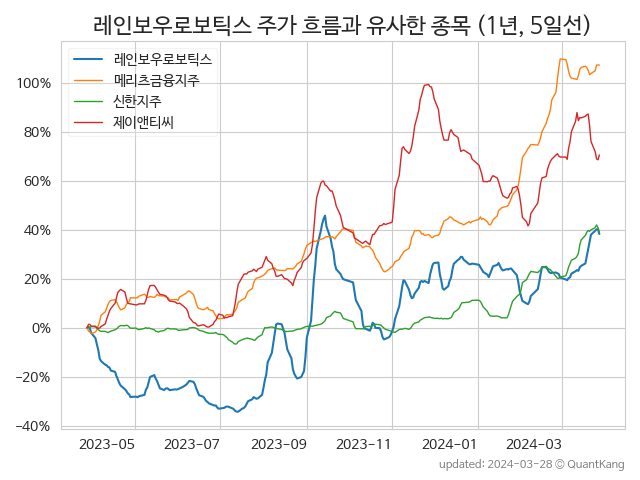 레인보우로보틱스 주가 흐름과 유사한 종목 (1년, 5일선)
레인보우로보틱스
메리츠금융지주
신한지주
제이앤티씨
100%
80%
60%
40%
20%
0%
−20%
−40%
2023-05 2023-07 2023-09 2023-11 2024-01 2024-03
updated: 2024-03-28 © QuantKang